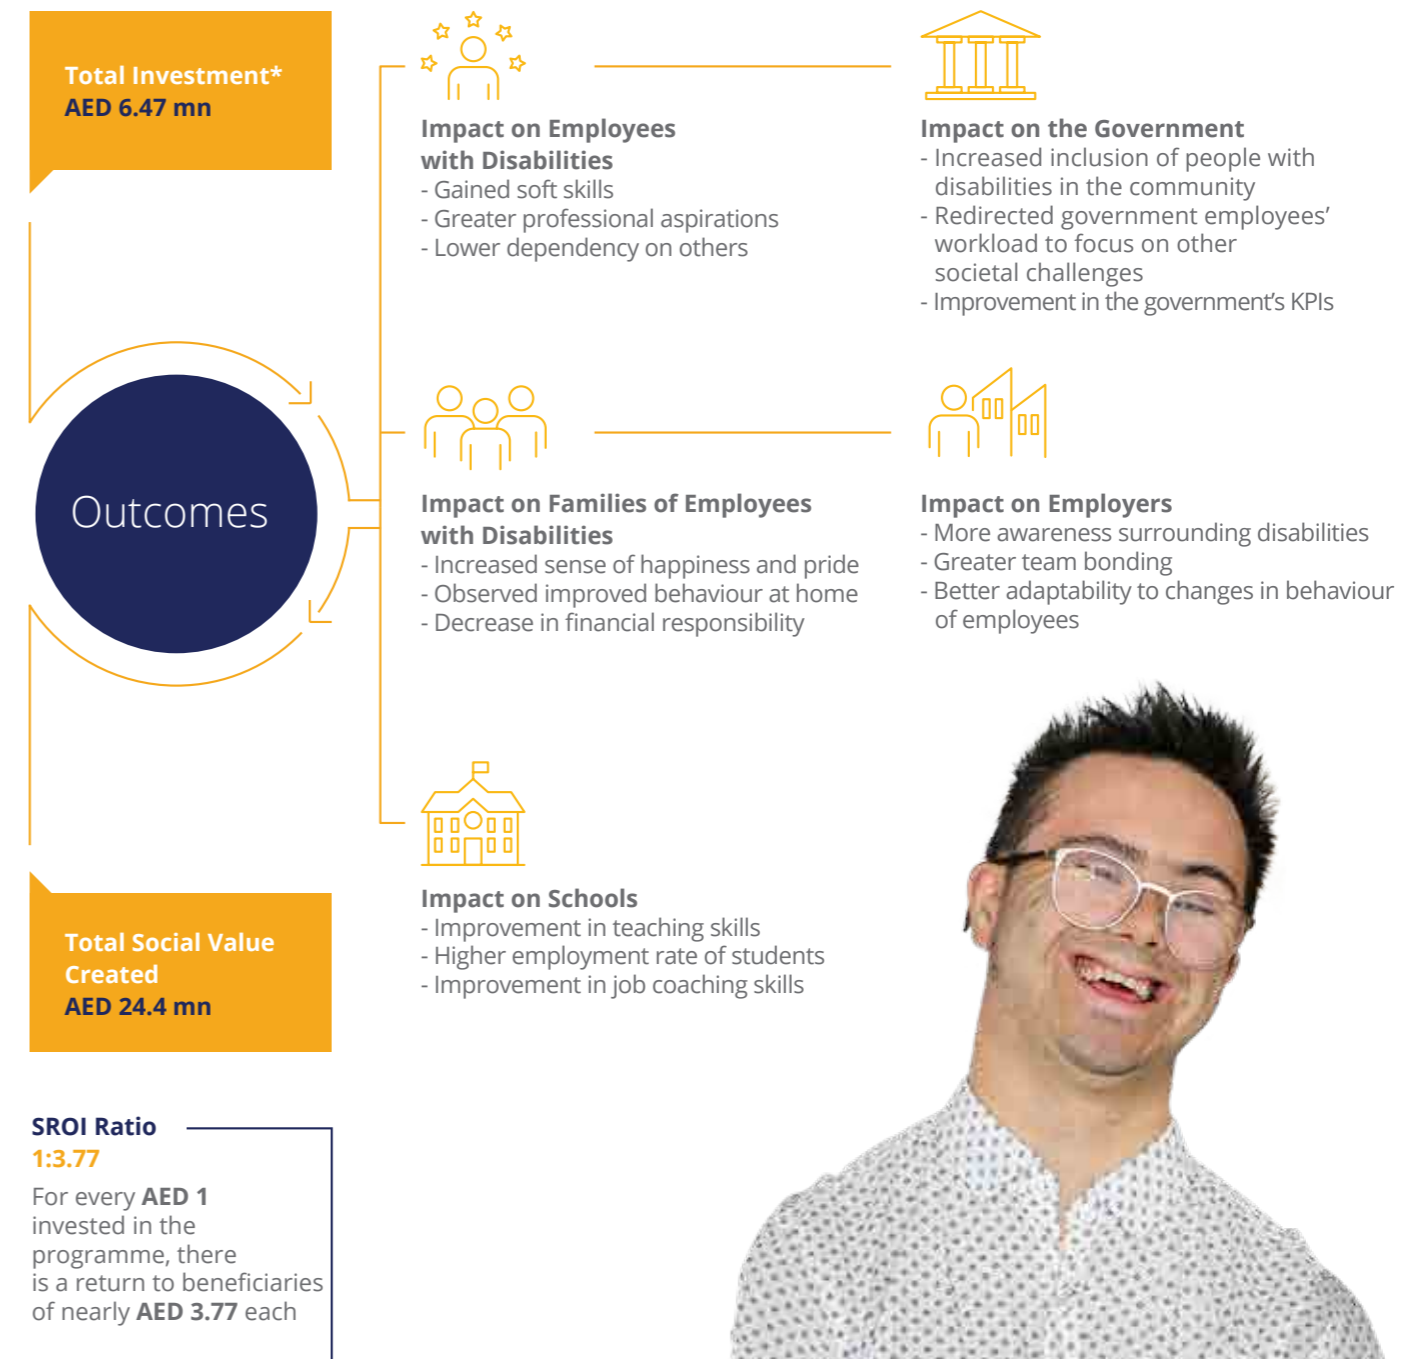 Total Investment*
AED 6.47 mn
Impact on Employees
with Disabilities
- Gained soft skills
- Greater professional aspirations
- Lower dependency on others
Impact on the Government
- Increased inclusion of people with
disabilities in the community
- Redirected government employees’
workload to focus on other
societal challenges
- Improvement in the government’s KPIs
Outcomes
Impact on Families of Employees
with Disabilities
- Increased sense of happiness and pride
- Observed improved behaviour at home
- Decrease in financial responsibility
Impact on Employers
- More awareness surrounding disabilities
- Greater team bonding
- Better adaptability to changes in behaviour
of employees
Impact on Schools
- Improvement in teaching skills
- Higher employment rate of students
- Improvement in job coaching skills
Total Social Value
Created
AED 24.4 mn
SROI Ratio
1:3.77
For every AED 1
invested in the
programme, there
is a return to beneficiaries
of nearly AED 3.77 each